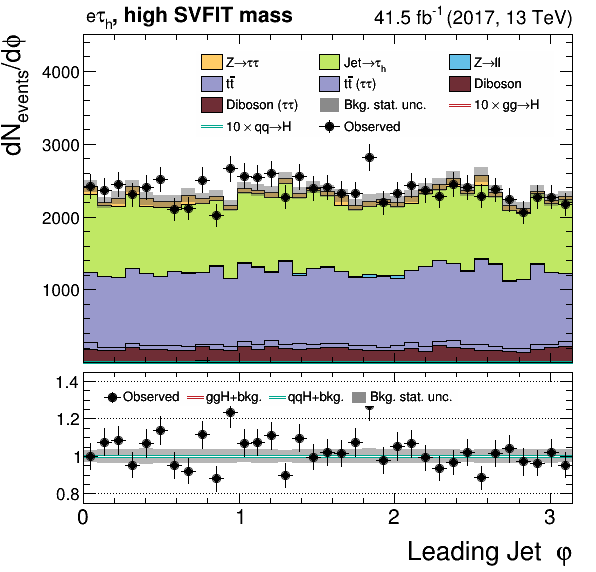 eτh, high SVFIT mass 41.5 fb⁻¹ (2017, 13 TeV)
dNevents/dϕ
4000
3000
2000
1000
Z→ττ Jet→τh Z→ll
tt̄ tt̄ (ττ) Diboson
Diboson (ττ) Bkg. stat. unc. 10 × gg→H
10 × qq→H Observed
1.4
1.2
1
0.8
Observed ggH+bkg. qqH+bkg. Bkg. stat. unc.
0 1 2 3
Leading Jet φ